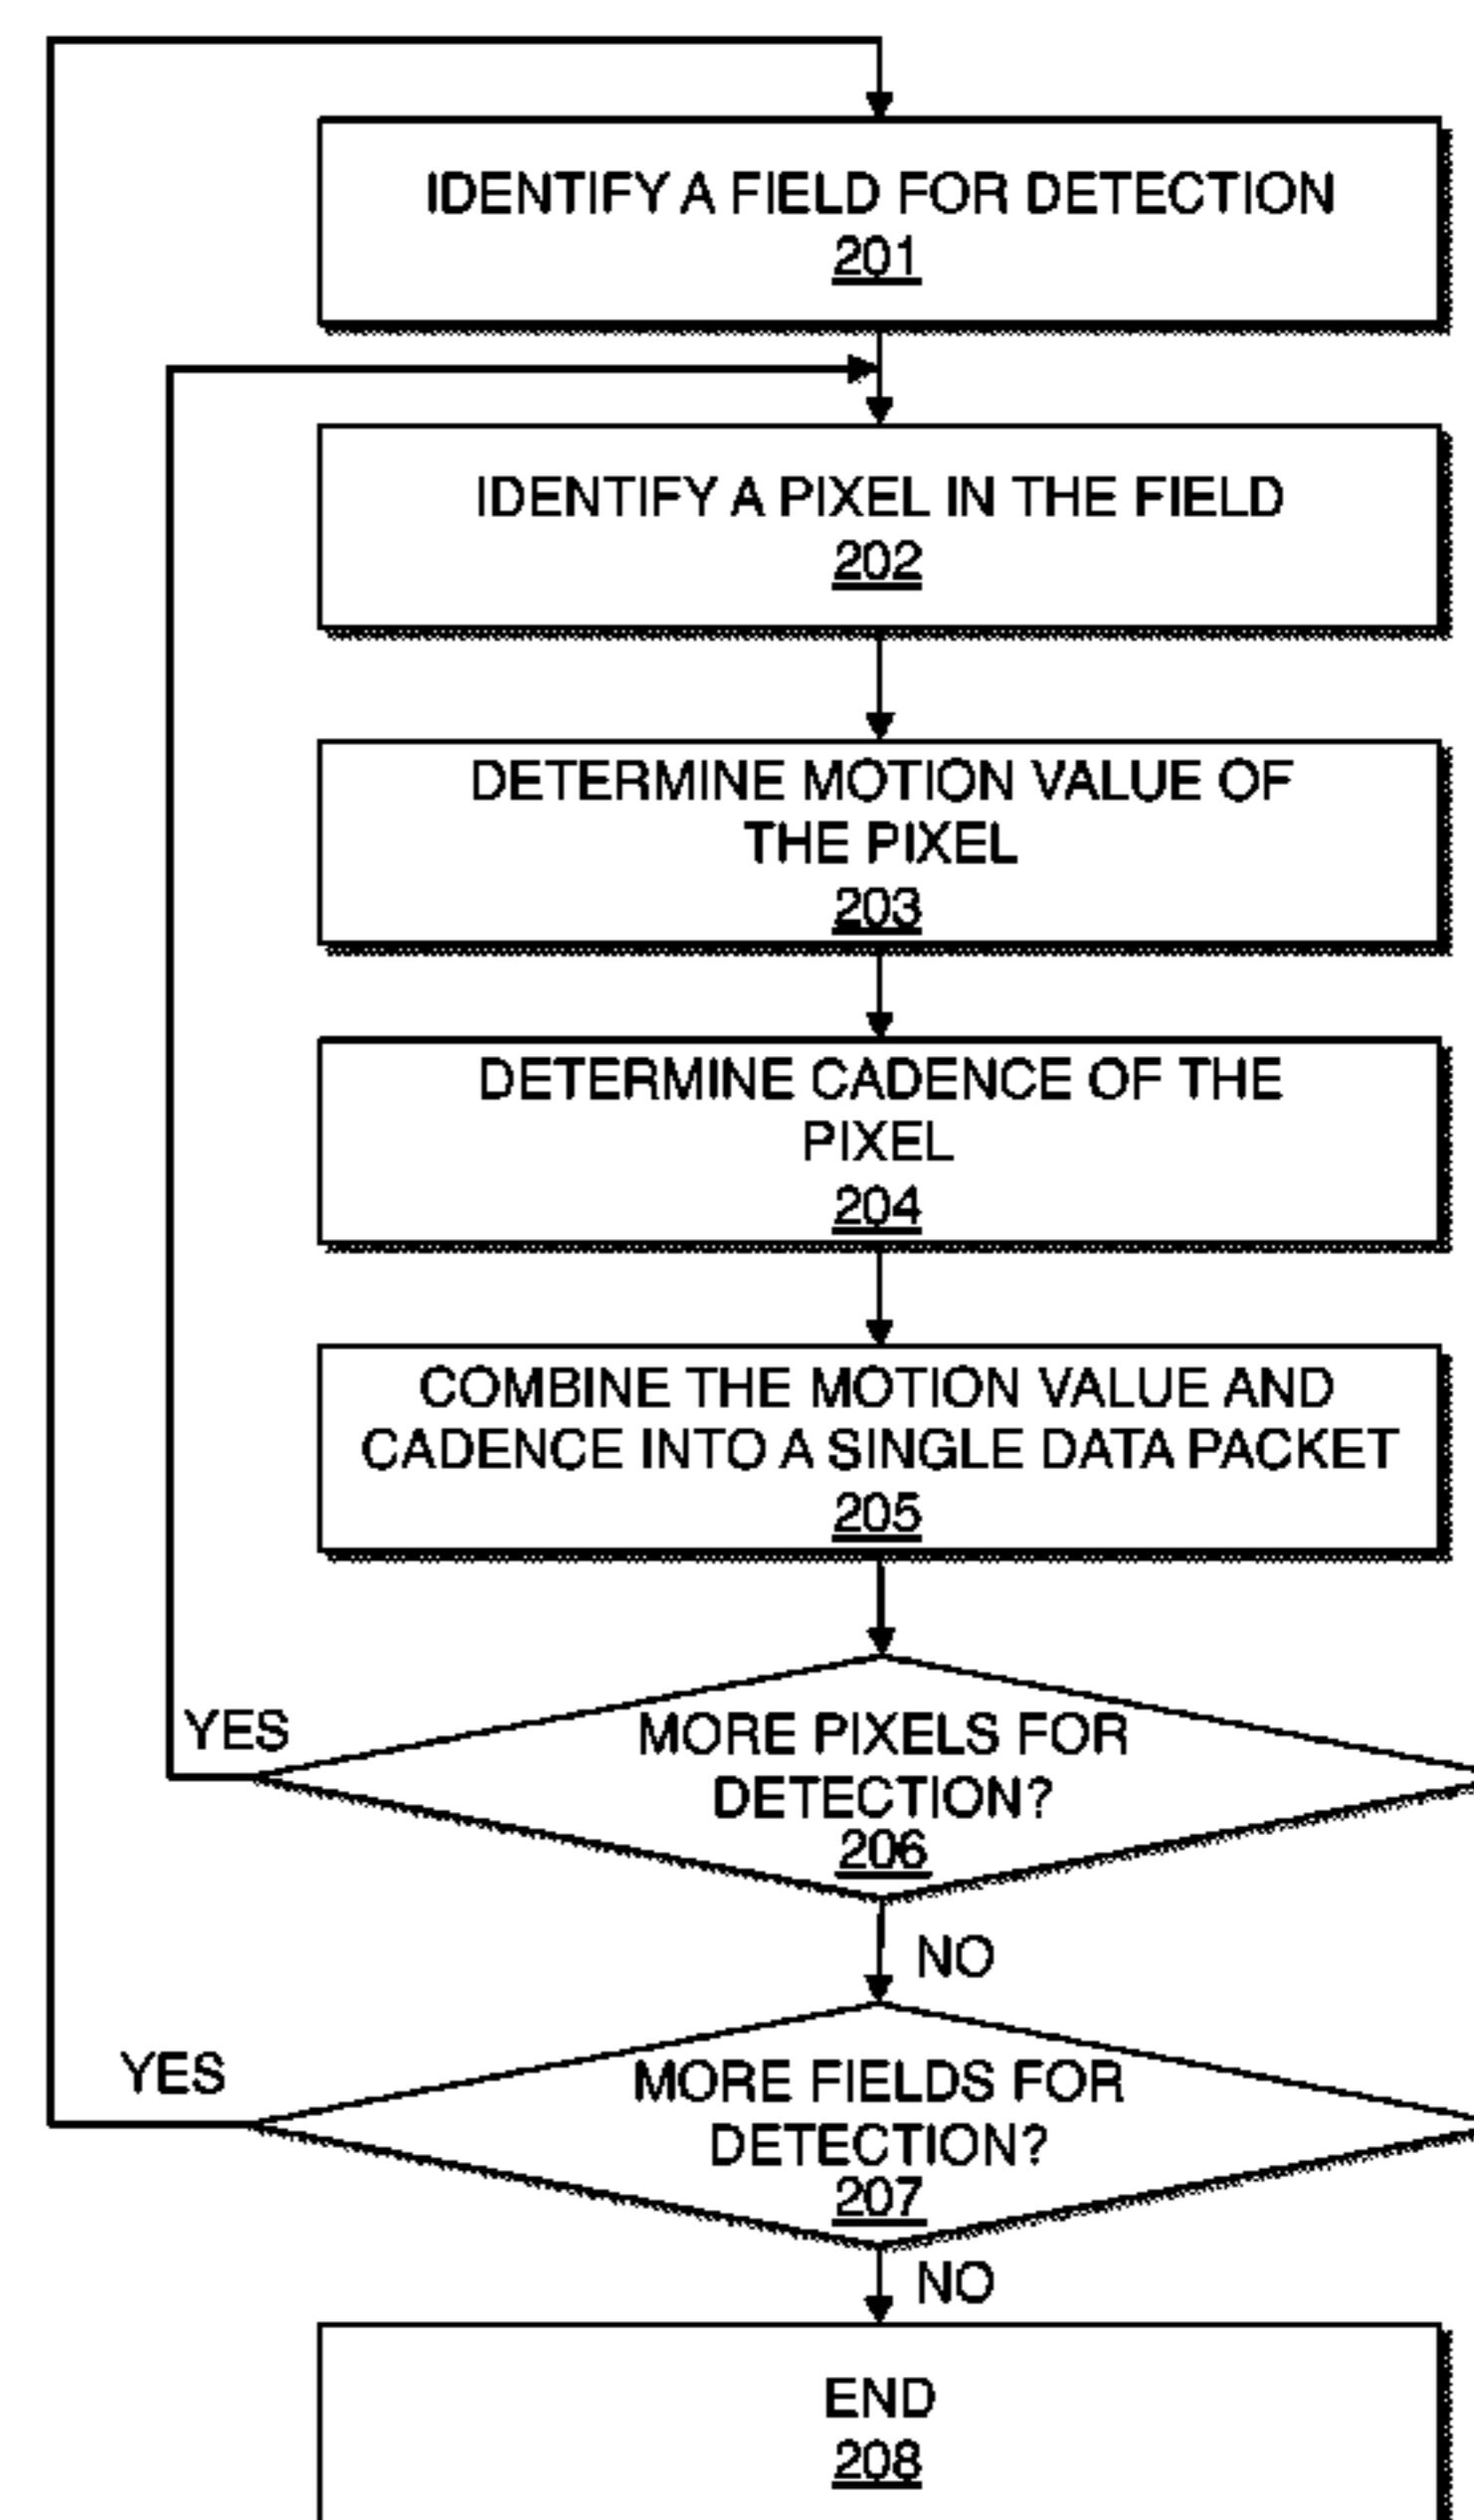 IDENTIFY A FIELD FOR DETECTION
201
IDENTIFY A PIXEL IN THE FIELD
202
DETERMINE MOTION VALUE OF
THE PIXEL
203
DETERMINE CADENCE OF THE
PIXEL
204
COMBINE THE MOTION VALUE AND
CADENCE INTO A SINGLE DATA PACKET
205
YES
MORE PIXELS FOR
DETECTION?
206
NO
YES
MORE FIELDS FOR
DETECTION?
207
NO
END
208